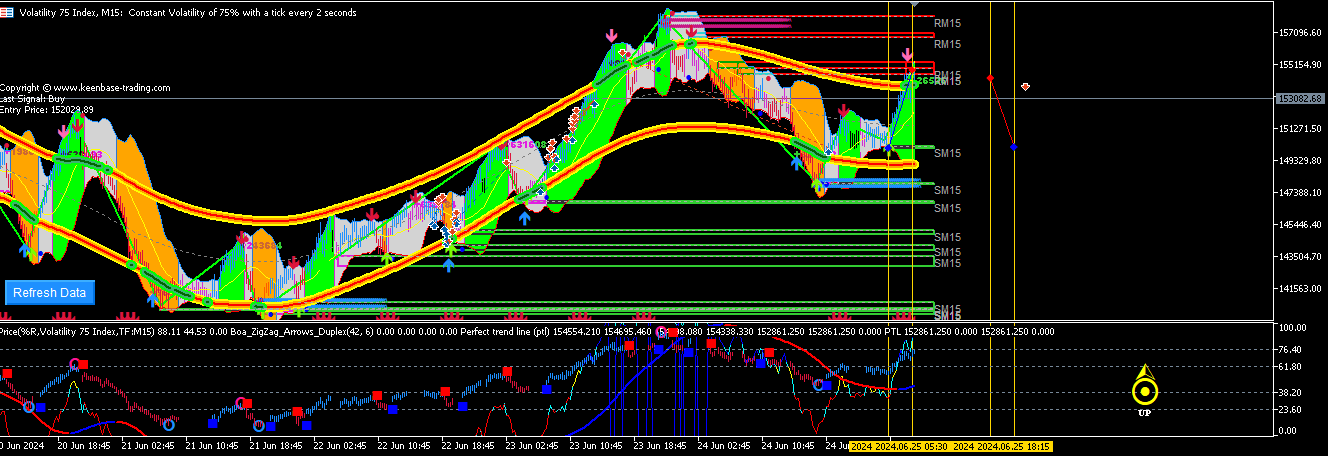 Volatility 75 Index, M15: Constant Volatility of 75% with a tick every 2 seconds
Copyright © www.keenbase-trading.com
Last Signal: Buy
Entry Price: 152029.89
RM15
RM15
RM15
SM15
SM15
SM15
SM15
SM15
SM15
SM15
157096.60
155154.90
153082.68
151271.50
149329.80
147388.10
145446.40
143504.70
141563.00
Refresh Data
Price(%R,Volatility 75 Index,TF:M15) 88.11 44.53 0.00 Boa_ZigZag_Arrows_Duplex(42, 6) 0.00 0.00 0.00 0.00 Perfect trend line (ptl) 154554.210 154695.460 154338.330 152861.250 152861.250 0.000 PTL 152861.250 0.000 152861.250 0.000
100.00
76.40
61.80
38.20
23.60
0.00
UP
0 Jun 2024 20 Jun 18:45 21 Jun 02:45 21 Jun 10:45 21 Jun 18:45 22 Jun 02:45 22 Jun 10:45 22 Jun 18:45 23 Jun 02:45 23 Jun 10:45 23 Jun 18:45 24 Jun 02:45 24 Jun 10:45 24 Jun 2024.06.25 05:30 2024 2024.06.25 18:15